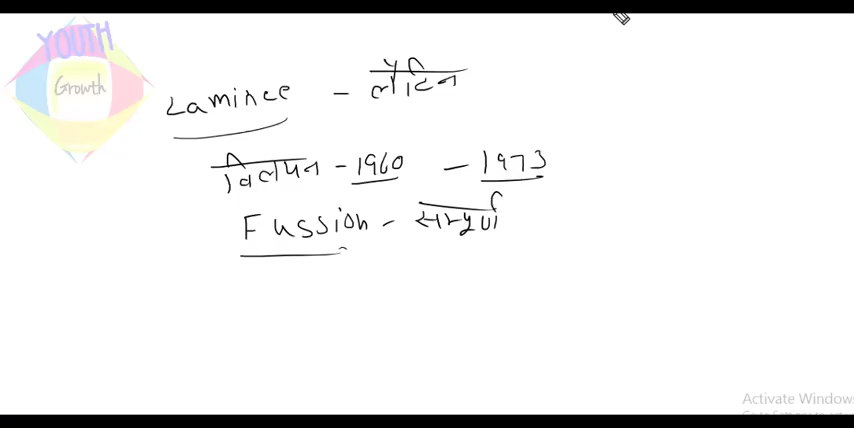 YOUTH
Growth
Laminee - लैटिन
विलयन - 1960 - 1973
Fussion - सम्पूर्ण
Activate Windows